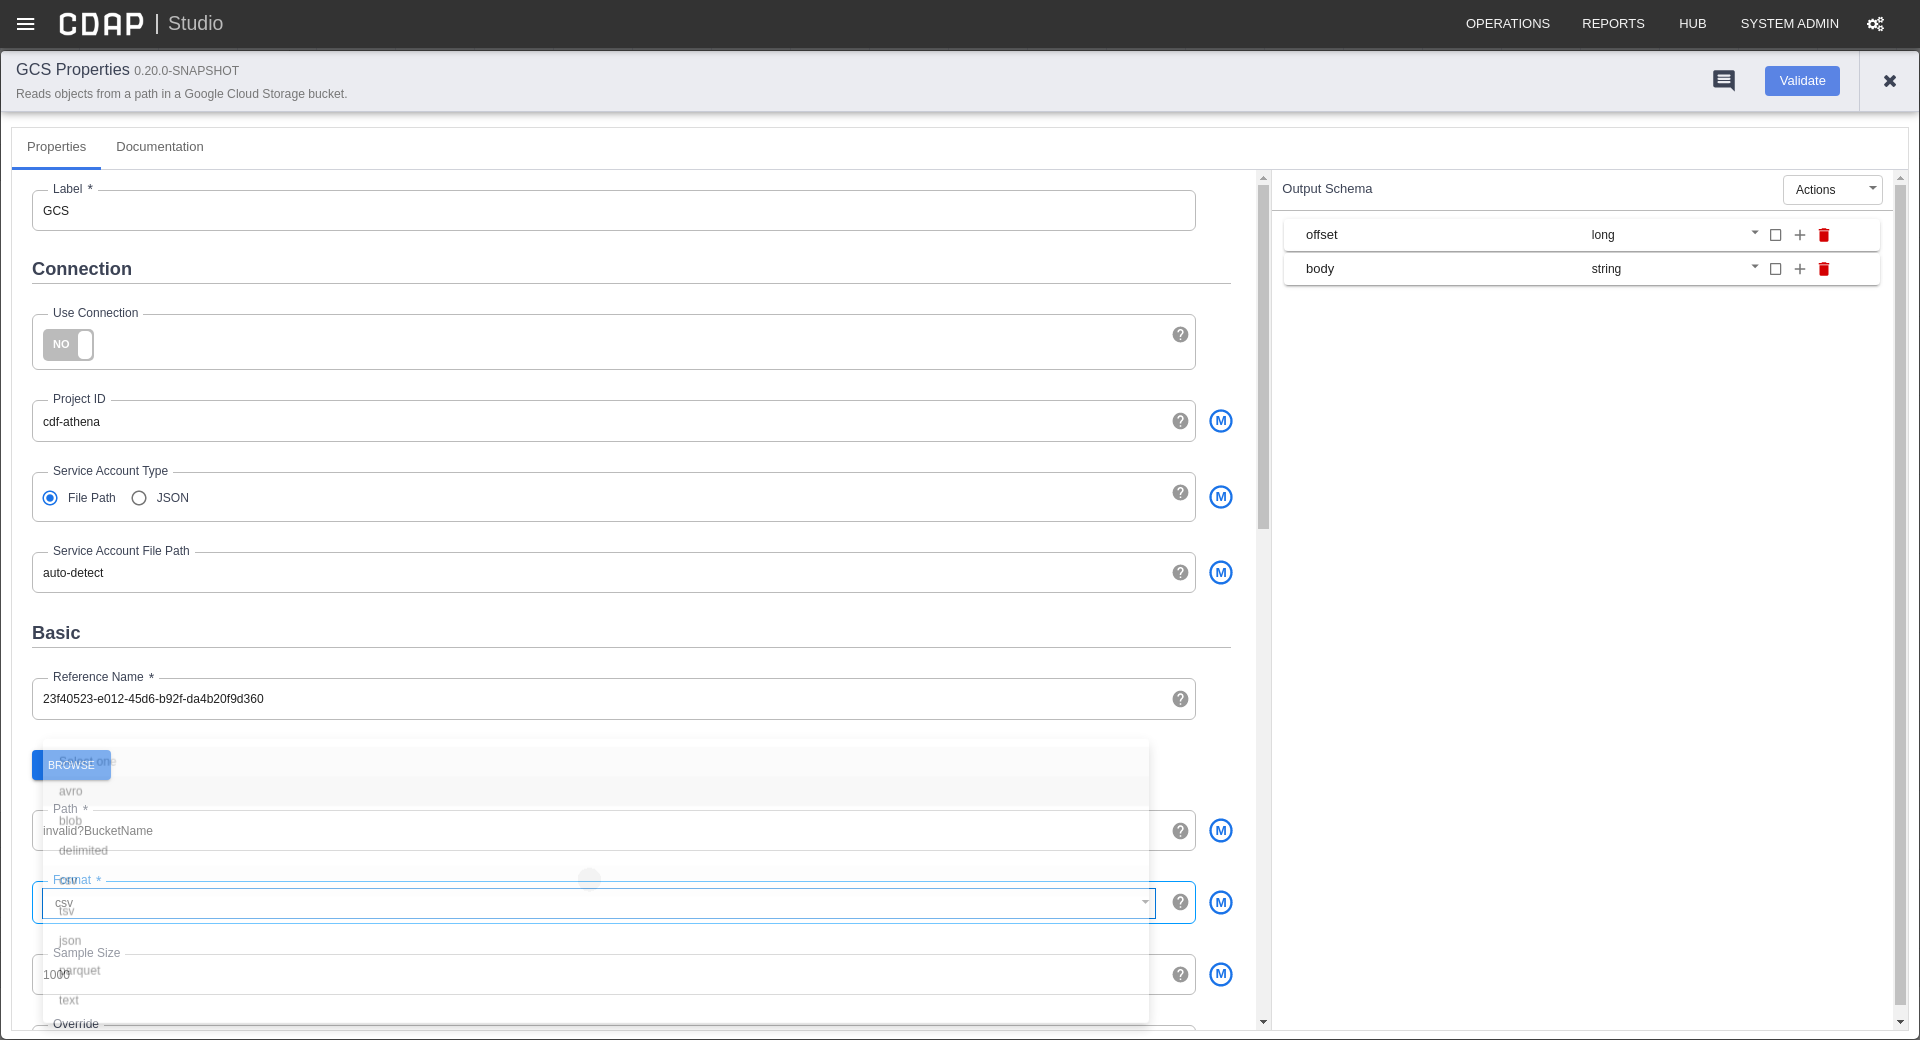 CDAP | Studio
OPERATIONS REPORTS HUB SYSTEM ADMIN
GCS Properties 0.20.0-SNAPSHOT
Reads objects from a path in a Google Cloud Storage bucket.
Validate
Properties Documentation
Label *
GCS
Connection
Use Connection
NO
Project ID
cdf-athena
M
Service Account Type
File Path JSON
M
Service Account File Path
auto-detect
M
Basic
Reference Name *
23f40523-e012-45d6-b92f-da4b20f9d360
Select one
BROWSE
avro
Path *
blob
invalid?BucketName
M
delimited
Format *
csv
csv
M
tsv
json
Sample Size
parquet
1000
M
text
Override
Output Schema
Actions
offset long
body string